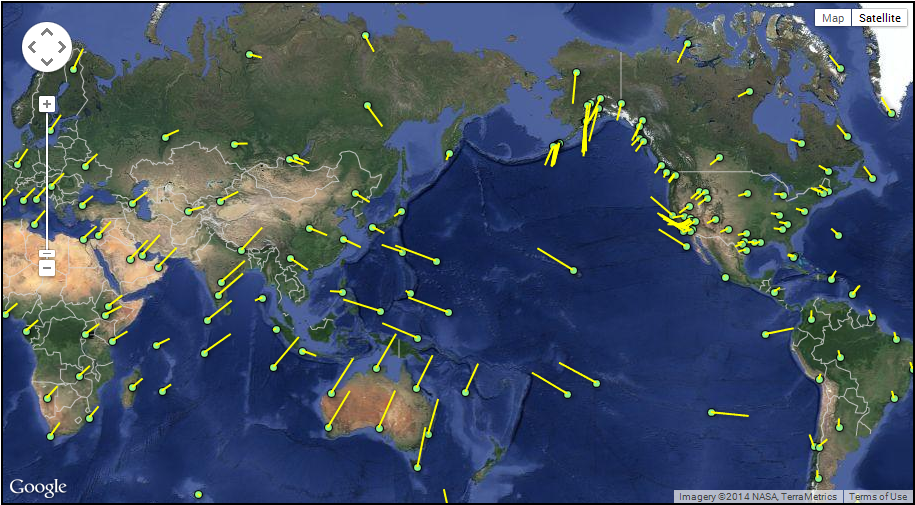 Map Satellite
+
−
Google
Imagery ©2014 NASA, TerraMetrics Terms of Use